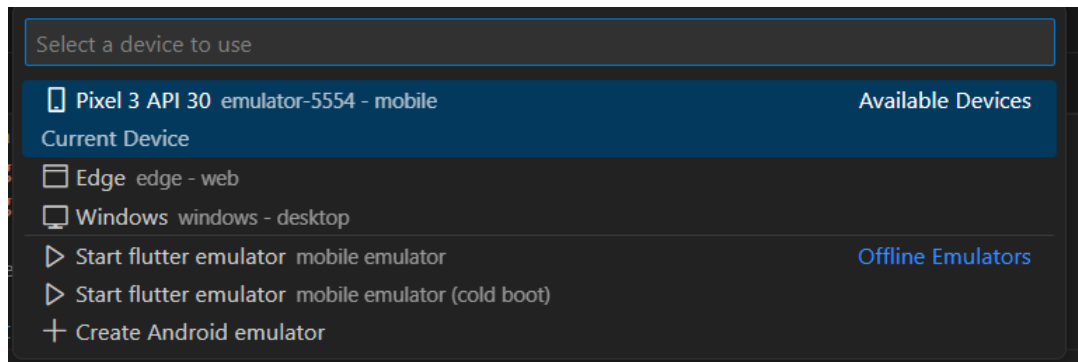 Select a device to use
Pixel 3 API 30 emulator-5554 - mobile Available Devices
Current Device
Edge edge - web
Windows windows - desktop
Start flutter emulator mobile emulator Offline Emulators
Start flutter emulator mobile emulator (cold boot)
Create Android emulator